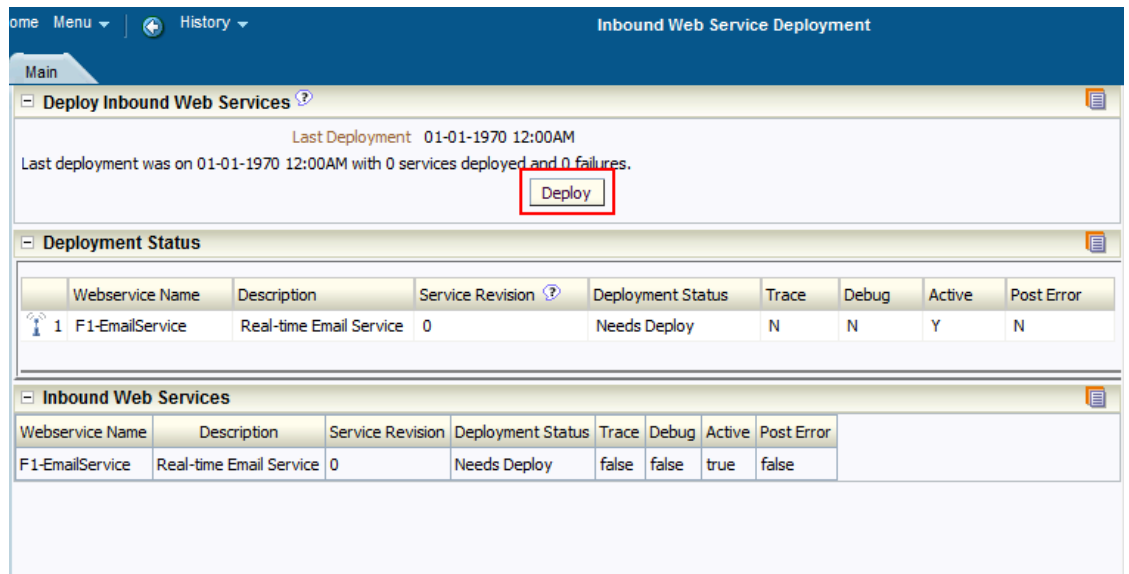 ome Menu History Inbound Web Service Deployment
Main
Deploy Inbound Web Services
Last Deployment 01-01-1970 12:00AM
Last deployment was on 01-01-1970 12:00AM with 0 services deployed and 0 failures.
Deploy
Deployment Status
Webservice Name Description Service Revision Deployment Status Trace Debug Active Post Error
1 F1-EmailService Real-time Email Service 0 Needs Deploy N N Y N
Inbound Web Services
Webservice Name Description Service Revision Deployment Status Trace Debug Active Post Error
F1-EmailService Real-time Email Service 0 Needs Deploy false false true false